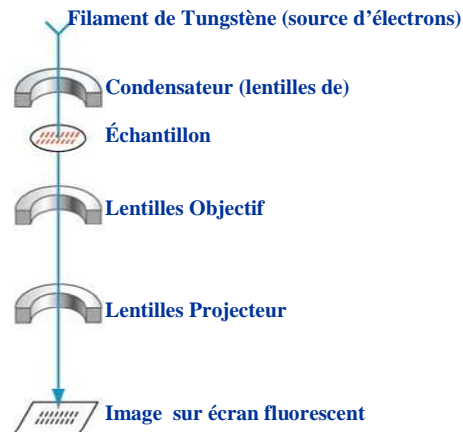 Filament de Tungstène (source d’électrons)
Condensateur (lentilles de)
Échantillon
Lentilles Objectif
Lentilles Projecteur
Image sur écran fluorescent